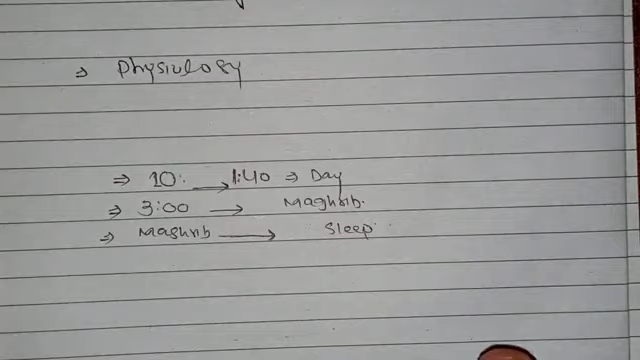 ⇒ Physiology
⇒ 10: → 1:40 ⇒ Day
⇒ 3:00 → Maghrib.
⇒ Maghrib → Sleep